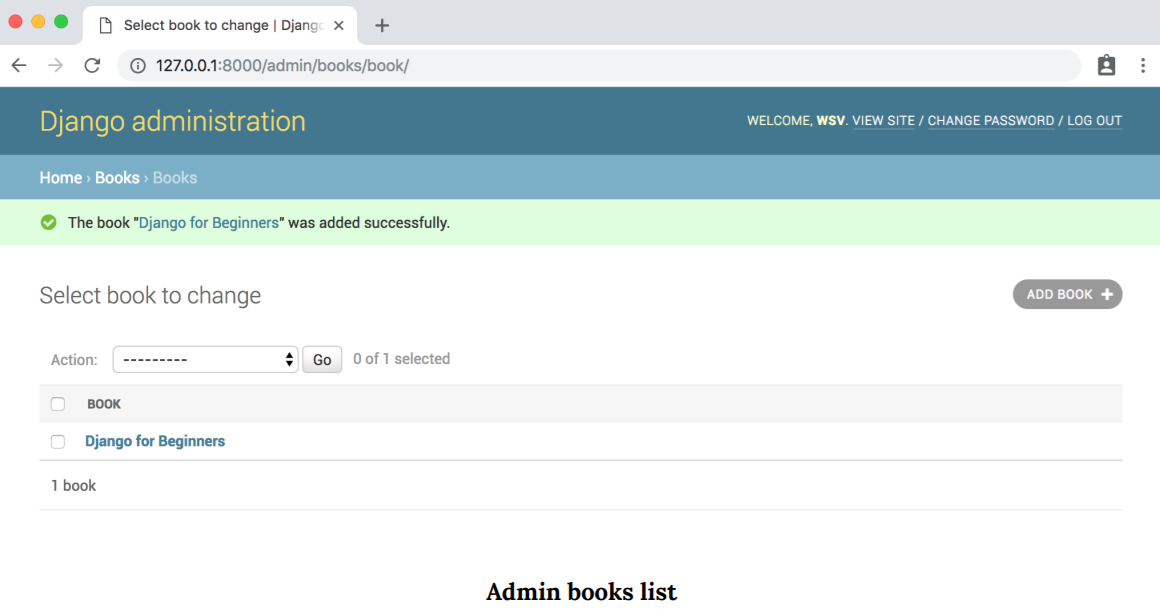 Select book to change | Djang
127.0.0.1:8000/admin/books/book/
Django administration
WELCOME, WSV. VIEW SITE / CHANGE PASSWORD / LOG OUT
Home › Books › Books
The book "Django for Beginners" was added successfully.
Select book to change
ADD BOOK +
Action: --------- Go 0 of 1 selected
BOOK
Django for Beginners
1 book
Admin books list